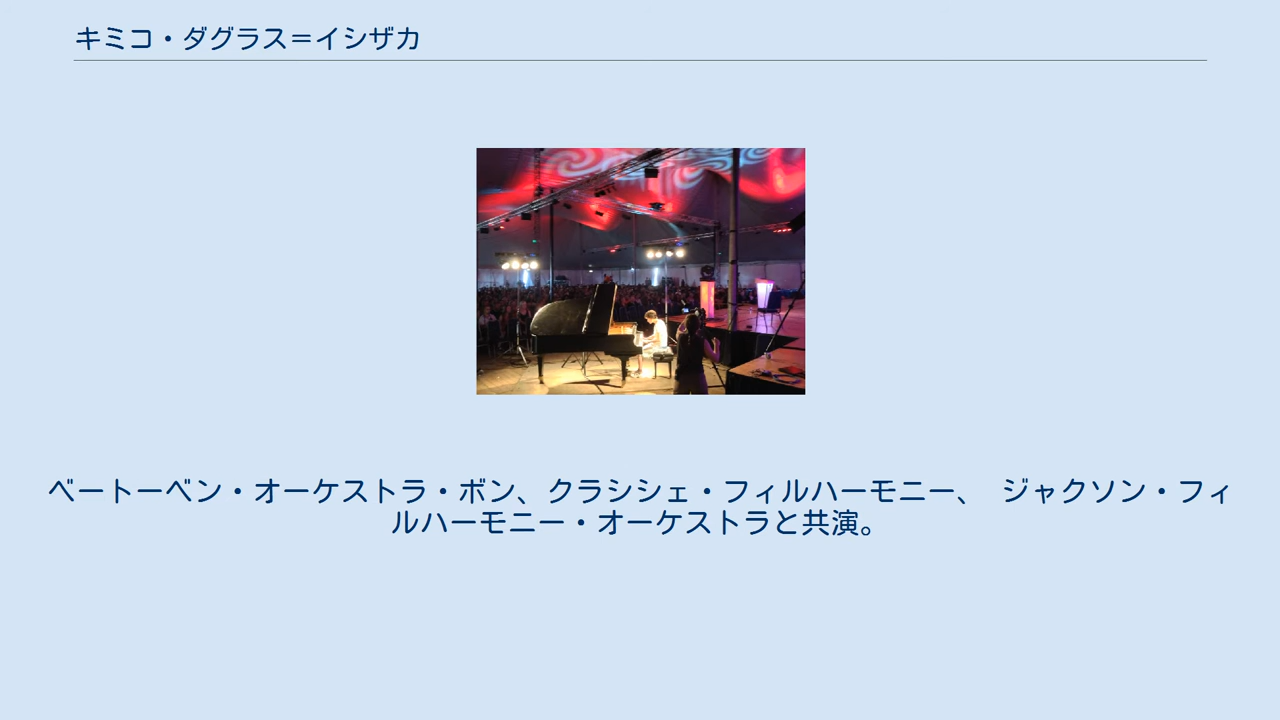 キミコ・ダグラス＝イシザカ
ベートーベン・オーケストラ・ボン、クラシシェ・フィルハーモニー、　ジャクソン・フィ
ルハーモニー・オーケストラと共演。